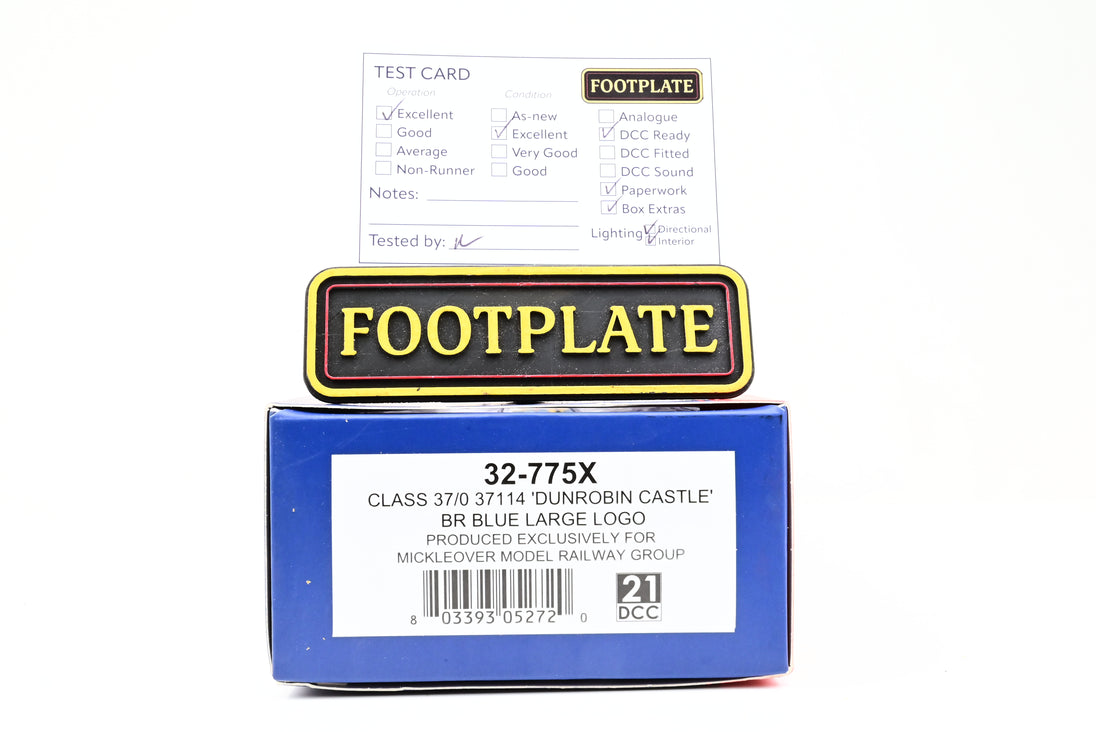 TEST CARD
FOOTPLATE
Operation
Condition
Excellent
As-new
Analogue
Good
Excellent
DCC Ready
Average
Very Good
DCC Fitted
Non-Runner
Good
DCC Sound
Notes:
Paperwork
Box Extras
Tested by:
Lighting
Directional
Interior
FOOTPLATE
32-775X
CLASS 37/0 37114 'DUNROBIN CASTLE'
BR BLUE LARGE LOGO
PRODUCED EXCLUSIVELY FOR
MICKLEOVER MODEL RAILWAY GROUP
8 03393 05272 0
21
DCC